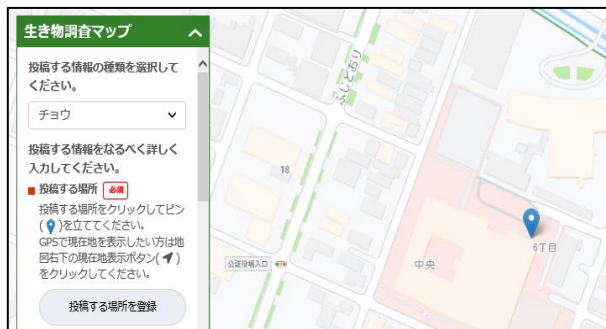 生き物調査マップ
投稿する情報の種類を選択して
ください。
チョウ
投稿する情報をなるべく詳しく
入力してください。
投稿する場所 必須
投稿する場所をクリックしてピン
( )を立ててください。
GPSで現在地を表示したい方は地
図右下の現在地表示ボタン( )
をクリックしてください。
投稿する場所を登録
18
公証役場入口
中央
6丁目